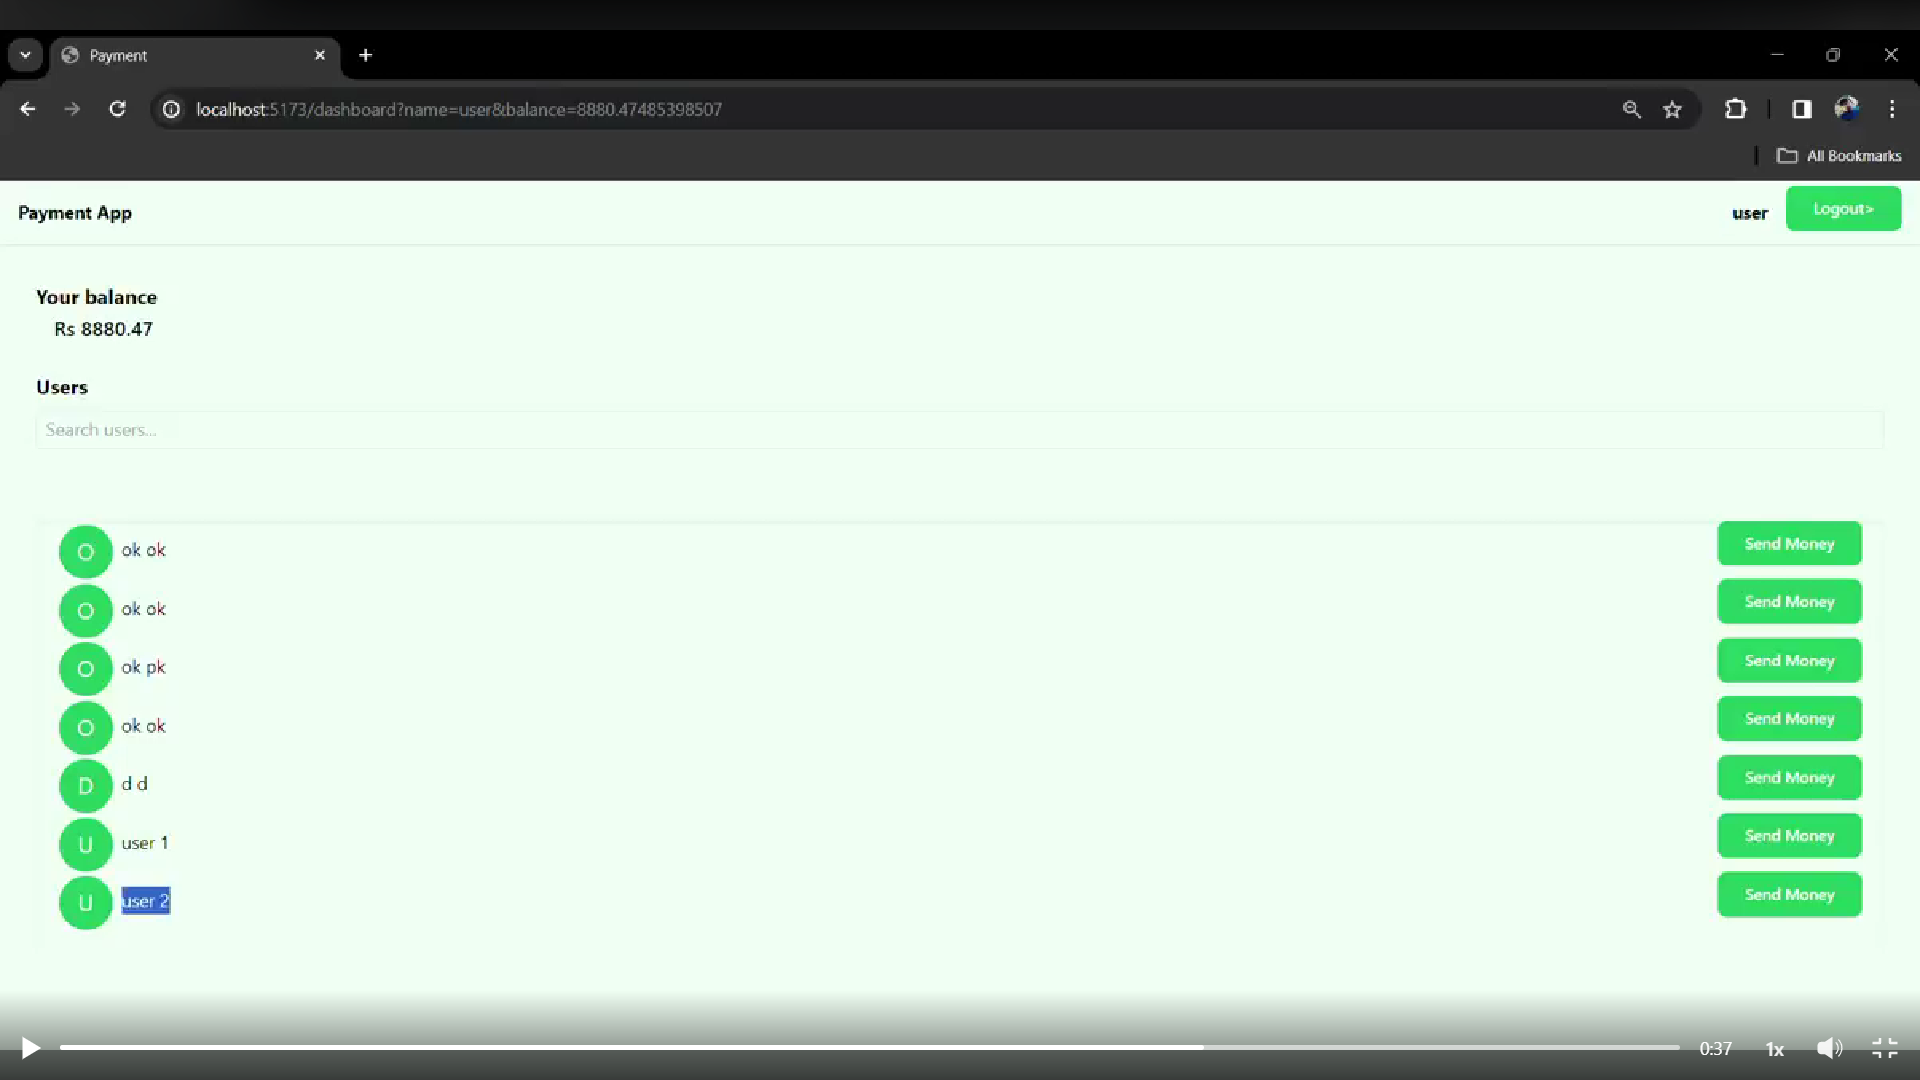 Payment
localhost:5173/dashboard?name=user&balance=8880.47485398507
All Bookmarks
Payment App
user
Logout>
Your balance
Rs 8880.47
Users
Search users...
O ok ok Send Money
O ok ok Send Money
O ok pk Send Money
O ok ok Send Money
D d d Send Money
U user 1 Send Money
U user 2 Send Money
0:37 1x